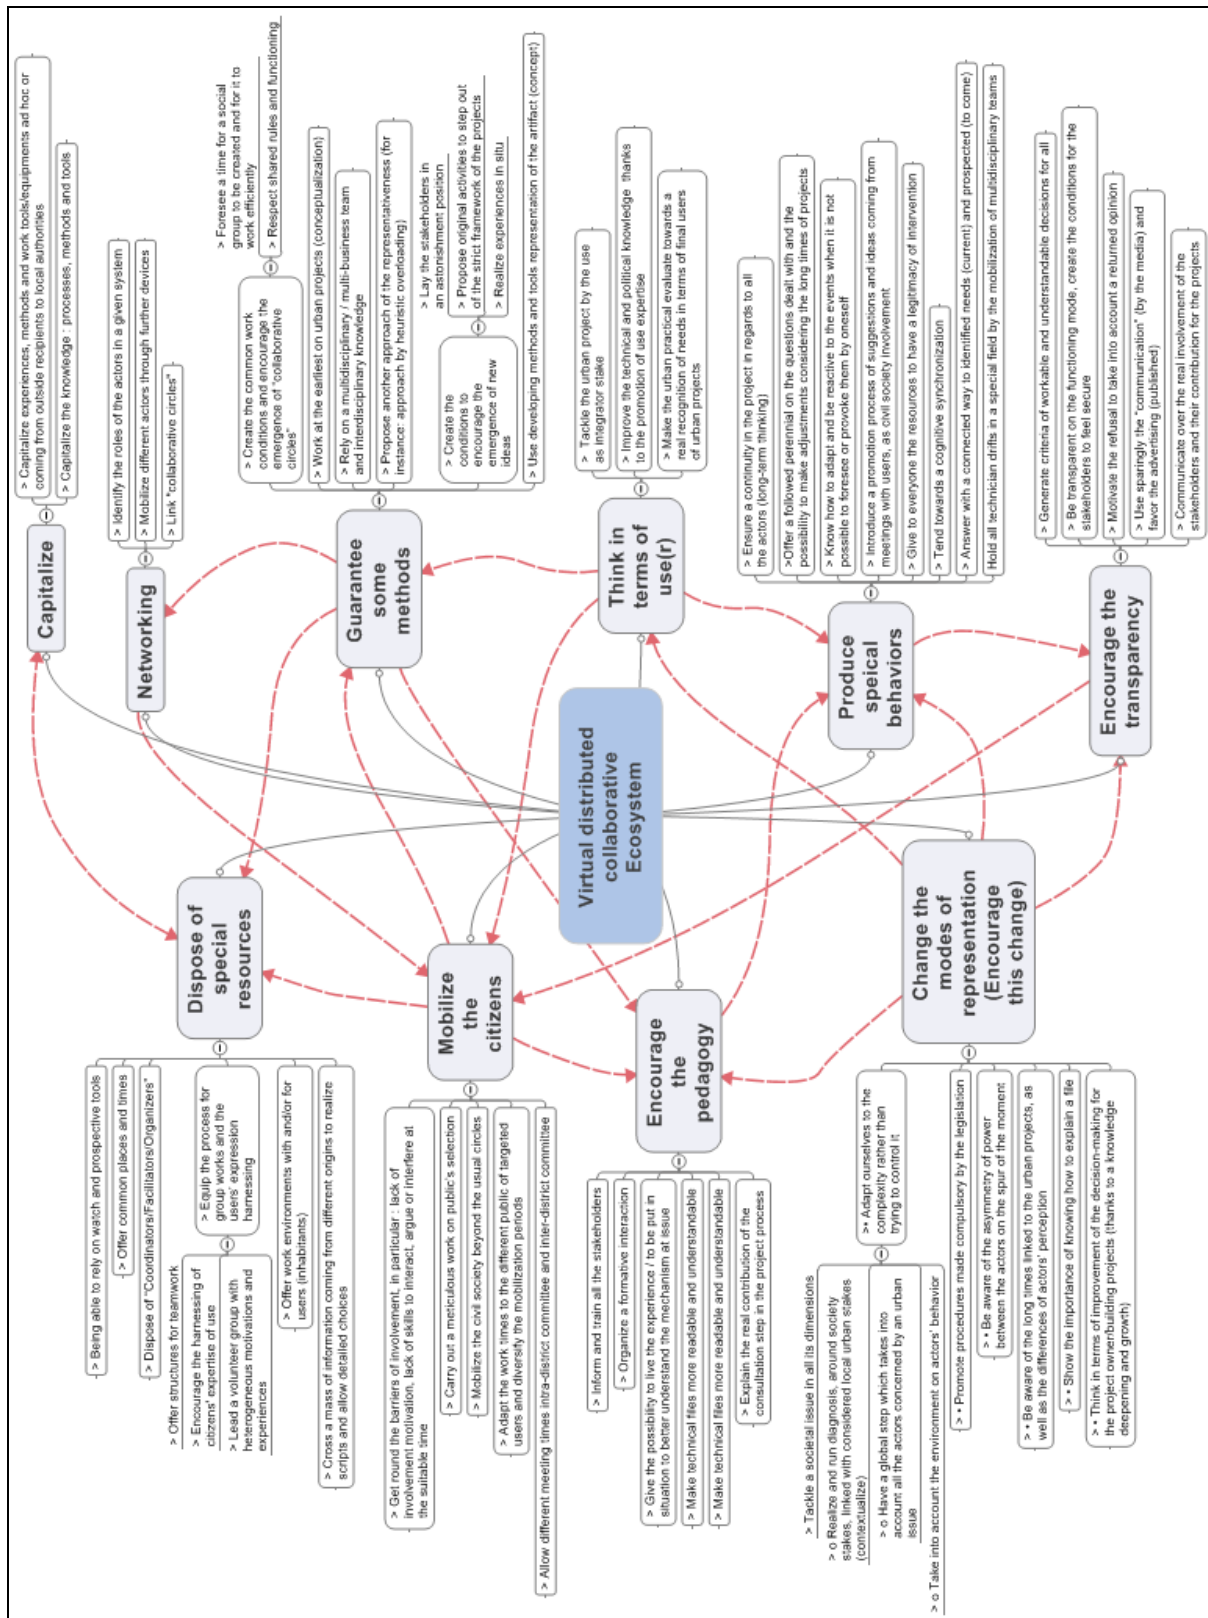 Virtual distributed
collaborative
Ecosystem
Capitalize
> Capitalize experiences, methods and work tools/equipments ad hoc or
coming from outside recipients to local authorities
> Capitalize the knowledge : processes, methods and tools
Networking
> Identify the roles of the actors in a given system
> Mobilize different actors through further devices
> Link "collaborative circles"
Guarantee
some
methods
> Create the common work
conditions and encourage the
emergence of "collaborative
circles"
> Foresee a time for a social
group to be created and for it to
work efficiently
> Respect shared rules and functioning
> Work at the earliest on urban projects (conceptualization)
> Rely on a multidisciplinary / multi-business team
and interdisciplinary knowledge
> Propose another approach of the representativeness (for
instance: approach by heuristic overloading)
> Create the
conditions to
encourage the
emergence of new
ideas
> Lay the stakeholders in
an astonishment position
> Propose original activities to step out
of the strict framework of the projects
> Realize experiences in situ
> Use developing methods and tools representation of the artifact (concept)
Think in
terms of
use(r)
> Tackle the urban project by the use
as integrator stake
> Improve the technical and political knowledge thanks
to the promotion of use expertise
> Make the urban practical evaluate towards a
real recognition of needs in terms of final users
of urban projects
Produce
speical
behaviors
> Ensure a continuity in the project in regards to all
the actors (long-term thinking)
>Offer a followed perennial on the questions dealt with and the
possibility to make adjustments considering the long times of projects
> Know how to adapt and be reactive to the events when it is not
possible to foresee or provoke them by oneself
> Introduce a promotion process of suggestions and ideas coming from
meetings with users, as civil society involvement
> Give to everyone the resources to have a legitimacy of intervention
> Tend towards a cognitive synchronization
> Answer with a connected way to identified needs (current) and prospected (to come)
Hold all technician drifts in a special field by the mobilization of multidisciplinary teams
Encourage the
transparency
> Generate criteria of workable and understandable decisions for all
> Be transparent on the functioning mode, create the conditions for the
stakeholders to feel secure
> Motivate the refusal to take into account a returned opinion
> Use sparingly the "communication" (by the media) and
favor the advertising (published)
> Communicate over the real involvement of the
stakeholders and their contribution for the projects
Dispose of
special
resources
> Being able to rely on watch and prospective tools
> Offer common places and times
> Dispose of "Coordinators/Facilitators/Organizers"
> Equip the process for
group works and the
users' expression
harnessing
> Offer structures for teamwork
> Encourage the harnessing of
citizens' expertise of use
> Lead a volunteer group with
heterogeneous motivations and
experiences
> Offer work environments with and/or for
users (inhabitants)
> Cross a mass of information coming from different origins to realize
scripts and allow detailed choices
Mobilize
the
citizens
> Get round the barriers of involvement, in particular : lack of
involvement motivation, lack of skills to interact, argue or interfere at
the suitable time
> Carry out a meticulous work on public's selection
> Mobilize the civil society beyond the usual circles
> Adapt the work times to the different public of targeted
users and diversify the mobilization periods
> Allow different meeting times intra-district committee and inter-district committee
Encourage
the
pedagogy
> Inform and train all the stakeholders
> Organize a formative interaction
> Give the possibility to live the experience / to be put in
situation to better understand the mechanism at issue
> Make technical files more readable and understandable
> Make technical files more readable and understandable
> Explain the real contribution of the
consultation step in the project process
Change the
modes of
representation
(Encourage
this change)
>• Adapt ourselves to the
complexity rather than
trying to control it
> Tackle a societal issue in all its dimensions
> o Realize and run diagnosis, around society
stakes, linked with considered local urban stakes
(contextualize)
> o Have a global step which takes into
account all the actors concerned by an urban
issue
> o Take into account the environment on actors' behavior
> • Promote procedures made compulsory by the legislation
> • Be aware of the asymmetry of power
between the actors on the spur of the moment
> • Be aware of the long times linked to the urban projects, as
well as the differences of actors' perception
> • Show the importance of knowing how to explain a file
> • Think in terms of improvement of the decision-making for
the project owner/building projects (thanks to a knowledge
deepening and growth)